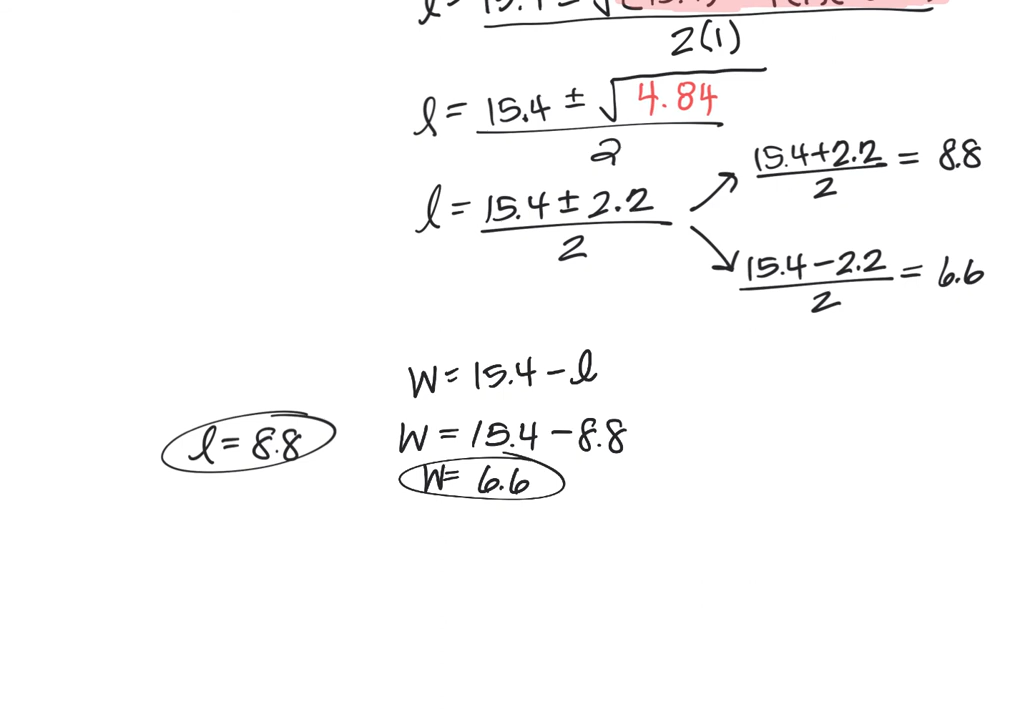 2(1)
l = 15.4 ± √4.84
2
l = 15.4 ± 2.2
2
15.4+2.2 = 8.8
2
15.4-2.2 = 6.6
2
W = 15.4 - l
l = 8.8
W = 15.4 - 8.8
W = 6.6